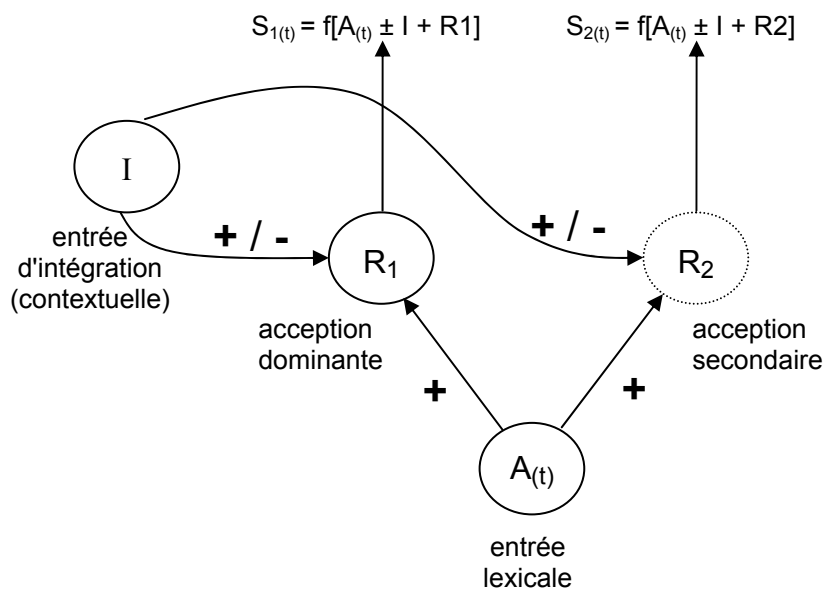 S1(t) = f[A(t) ± I + R1]
S2(t) = f[A(t) ± I + R2]
I
entrée
d'intégration
(contextuelle)
+ / -
+ / -
R1
R2
acception
dominante
acception
secondaire
+
+
A(t)
entrée
lexicale